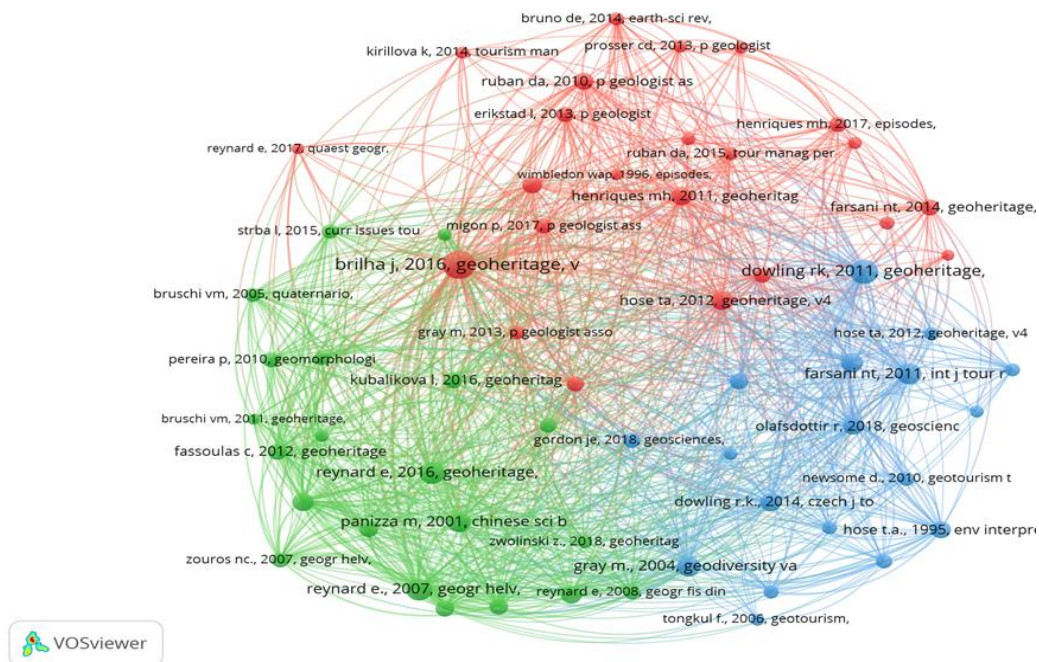 bruno de, 2014, earth-sci rev,
prosser cd, 2013, p geologist
kirillova k, 2014, tourism man
ruban da, 2010, p geologist as
erikstad l, 2013, p geologist
henriques mh, 2017, episodes,
reynard e, 2017, quaest geogr,
ruban da, 2015, tour manag per
wimbledon wap, 1996, episodes,
henriques mh, 2011, geoheritag
farsani nt, 2014, geoheritage,
migon p, 2017, p geologist ass
strba l, 2015, curr issues tou
brilha j, 2016, geoheritage, v
dowling rk, 2011, geoheritage,
bruschi vm, 2005, quaternario,
hose ta, 2012, geoheritage, v4
gray m, 2013, p geologist asso
hose ta, 2012, geoheritage, v4
pereira p, 2010, geomorphologi
farsani nt, 2011, int j tour r
kubalikova l, 2016, geoheritag
bruschi vm, 2011, geoheritage,
olafsdottir r, 2018, geoscienc
gordon je, 2018, geosciences,
fassoulas c, 2012, geoheritage
reynard e, 2016, geoheritage,
newsome d., 2010, geotourism t
dowling r.k., 2014, czech j to
panizza m, 2001, chinese sci b
hose t.a., 1995, env interpre
zwolinski z., 2018, geoheritag
zouros nc., 2007, geogr helv,
gray m., 2004, geodiversity va
reynard e., 2007, geogr helv,
reynard e, 2008, geogr fis din
tongkul f., 2006, geotourism,
VOSviewer